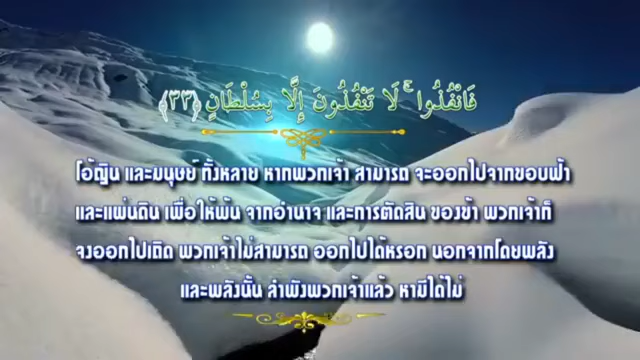 فَانْفُذُوا ۚ لَا تَنْفُذُونَ إِلَّا بِسُلْطَانٍ ﴿٣٣﴾
โอ้ญิน และมนุษย์ ทั้งหลาย หากพวกเจ้า สามารถ จะออกไปจากขอบฟ้า
และแผ่นดิน เพื่อให้พ้น จากอำนาจ และการตัดสิน ของข้า พวกเจ้าก็
จงออกไปเถิด พวกเจ้าไม่สามารถ ออกไปได้หรอก นอกจากโดยพลัง
และพลังนั้น ลำพังพวกเจ้าแล้ว หามีได้ไม่